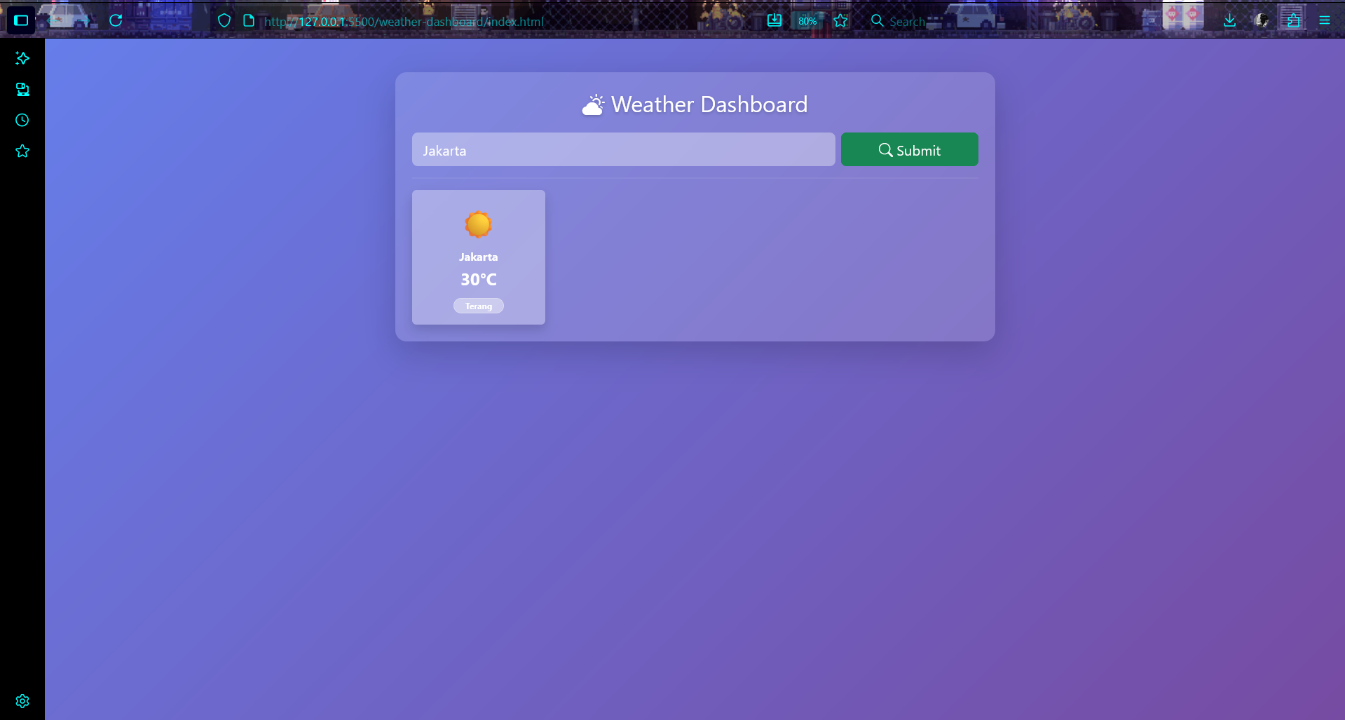 http://127.0.0.1:5500/weather-dashboard/index.html
80%
Search
Weather Dashboard
Jakarta
Submit
Jakarta
30°C
Terang